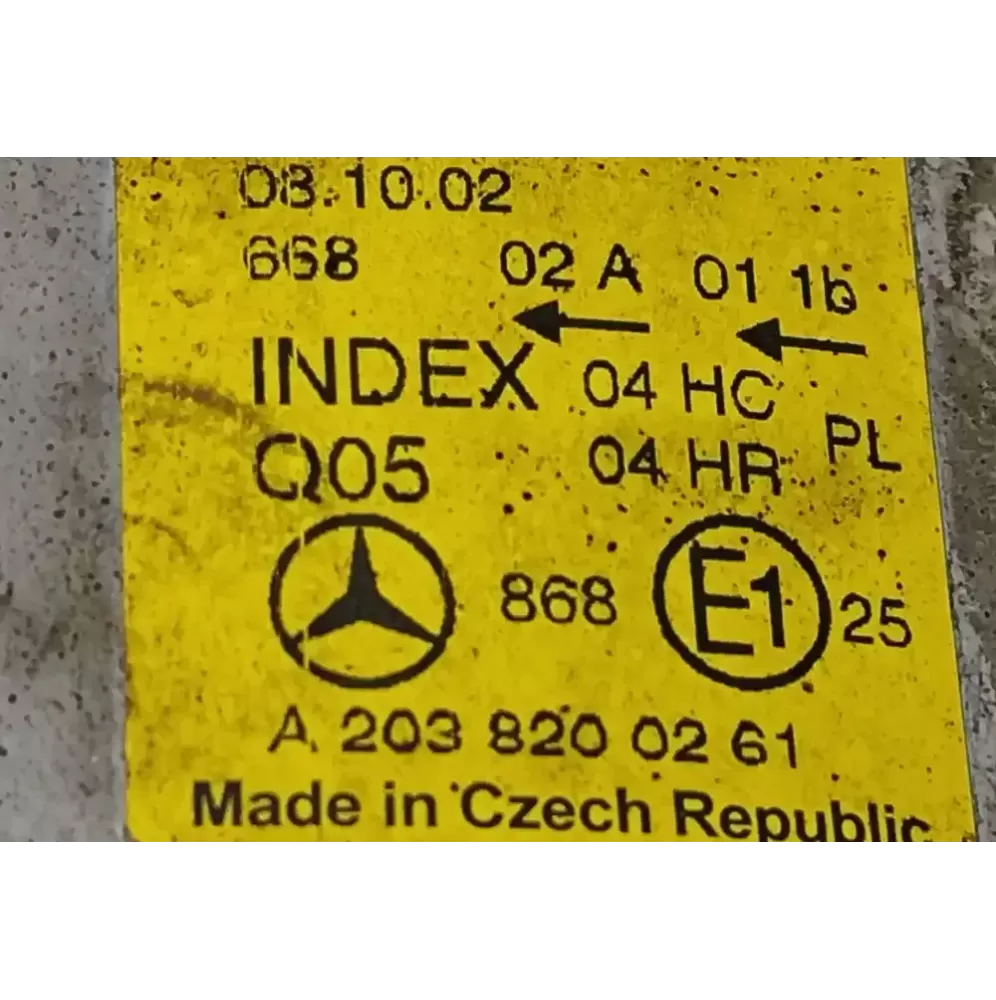 03.10.02
668 02 A 01 1b
INDEX 04 HC PL
Q05 04 HR
868 E1 25
A 203 820 02 61
Made in Czech Republic